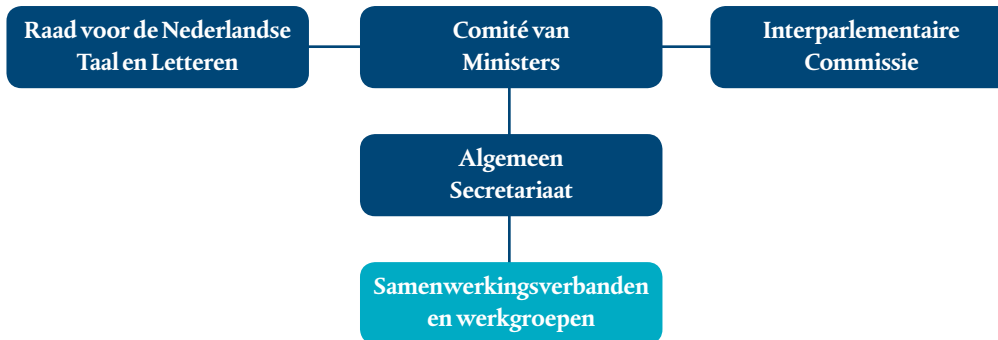 Raad voor de Nederlandse
Taal en Letteren
Comité van
Ministers
Interparlementaire
Commissie
Algemeen
Secretariaat
Samenwerkingsverbanden
en werkgroepen